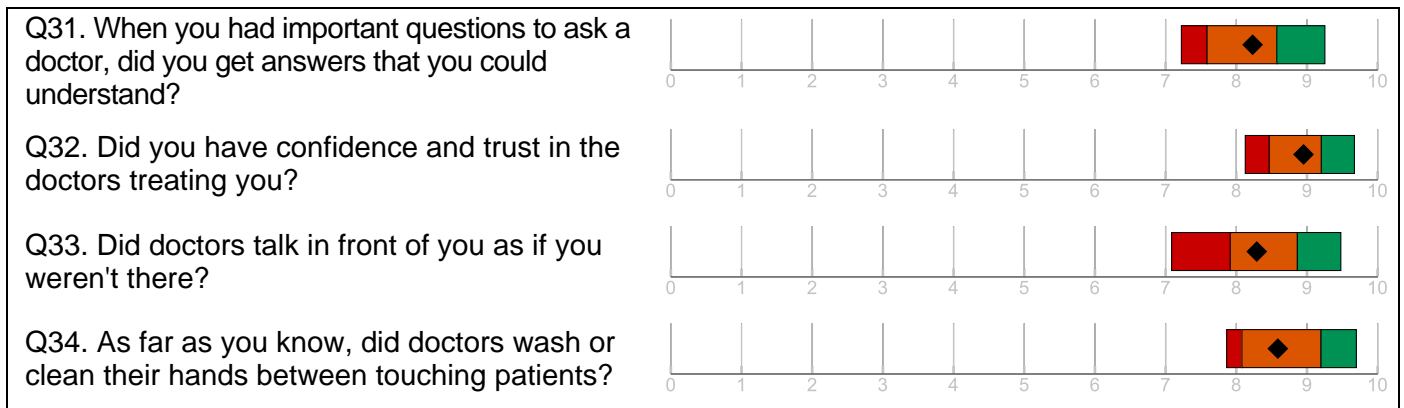 Q31. When you had important questions to ask a
doctor, did you get answers that you could
understand?
0 1 2 3 4 5 6 7 8 9 10
Q32. Did you have confidence and trust in the
doctors treating you?
0 1 2 3 4 5 6 7 8 9 10
Q33. Did doctors talk in front of you as if you
weren't there?
0 1 2 3 4 5 6 7 8 9 10
Q34. As far as you know, did doctors wash or
clean their hands between touching patients?
0 1 2 3 4 5 6 7 8 9 10